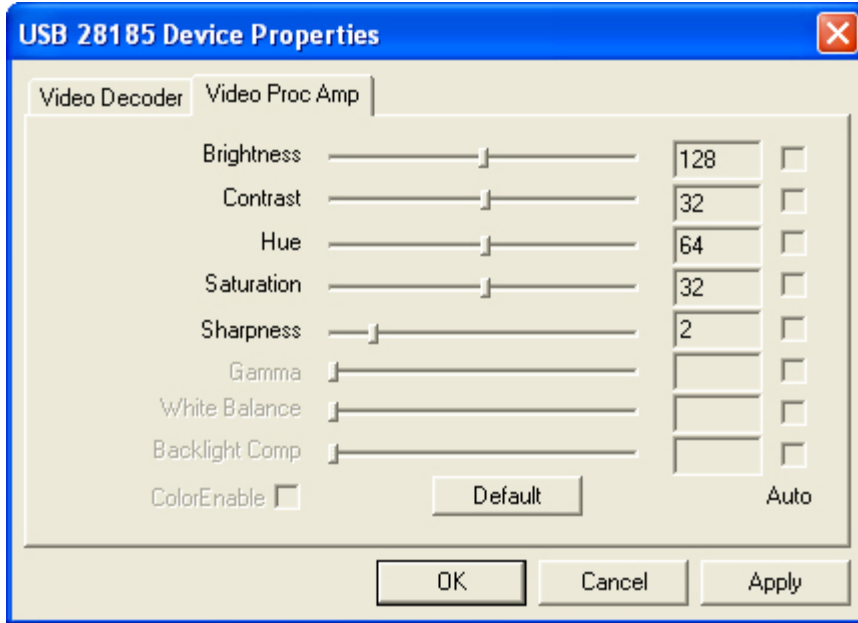 USB 28185 Device Properties
Video Decoder Video Proc Amp
Brightness 128
Contrast 32
Hue 64
Saturation 32
Sharpness 2
Gamma
White Balance
Backlight Comp
ColorEnable Default Auto
OK Cancel Apply